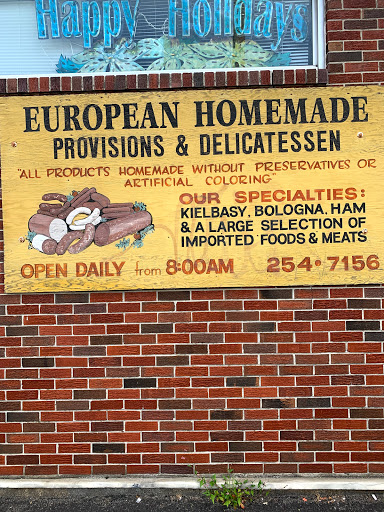 Happy Holidays
EUROPEAN HOMEMADE
PROVISIONS & DELICATESSEN
"ALL PRODUCTS HOMEMADE WITHOUT PRESERVATIVES OR
ARTIFICIAL COLORING"
OUR SPECIALTIES:
KIELBASY, BOLOGNA, HAM
& A LARGE SELECTION OF
IMPORTED FOODS & MEATS
OPEN DAILY from 8:00AM 254•7156